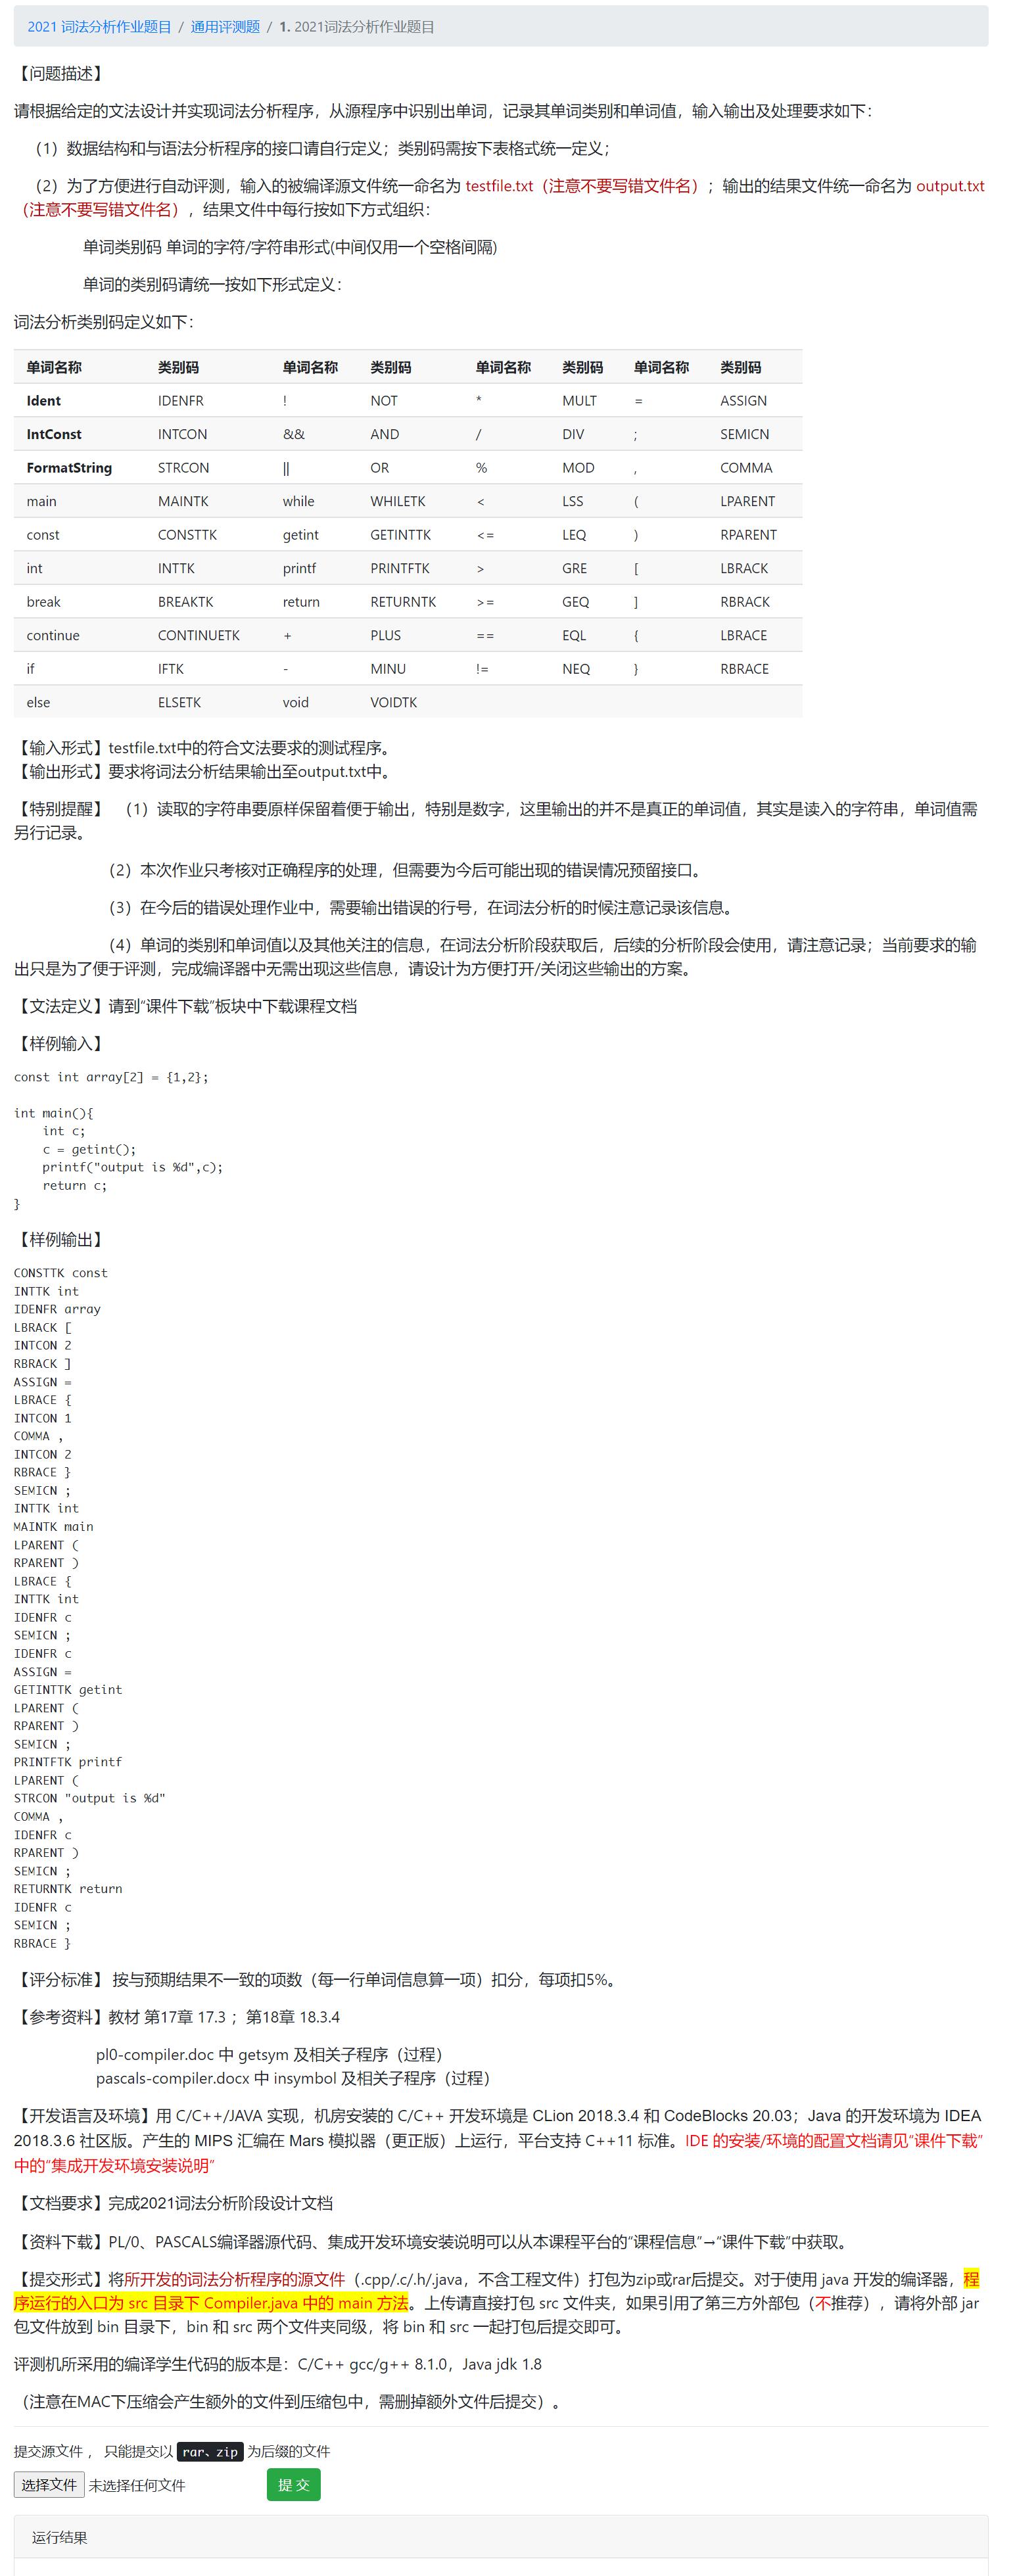 2021 词法分析作业题目 / 通用评测题 / 1. 2021词法分析作业题目
【问题描述】
请根据给定的文法设计并实现词法分析程序，从源程序中识别出单词，记录其单词类别和单词值，输入输出及处理要求如下：
（1）数据结构和与语法分析程序的接口请自行定义；类别码需按下表格式统一定义；
（2）为了方便进行自动评测，输入的被编译源文件统一命名为 testfile.txt（注意不要写错文件名）；输出的结果文件统一命名为 output.txt
（注意不要写错文件名），结果文件中每行按如下方式组织：
单词类别码 单词的字符/字符串形式(中间仅用一个空格间隔)
单词的类别码请统一按如下形式定义：
词法分析类别码定义如下：
单词名称 类别码 单词名称 类别码 单词名称 类别码 单词名称 类别码
Ident IDENFR ! NOT * MULT = ASSIGN
IntConst INTCON && AND / DIV ; SEMICN
FormatString STRCON || OR % MOD , COMMA
main MAINTK while WHILETK < LSS ( LPARENT
const CONSTTK getint GETINTTK <= LEQ ) RPARENT
int INTTK printf PRINTFTK > GRE [ LBRACK
break BREAKTK return RETURNTK >= GEQ ] RBRACK
continue CONTINUETK + PLUS == EQL { LBRACE
if IFTK - MINU != NEQ } RBRACE
else ELSETK void VOIDTK
【输入形式】testfile.txt中的符合文法要求的测试程序。
【输出形式】要求将词法分析结果输出至output.txt中。
【特别提醒】 （1）读取的字符串要原样保留着便于输出，特别是数字，这里输出的并不是真正的单词值，其实是读入的字符串，单词值需
另行记录。
（2）本次作业只考核对正确程序的处理，但需要为今后可能出现的错误情况预留接口。
（3）在今后的错误处理作业中，需要输出错误的行号，在词法分析的时候注意记录该信息。
（4）单词的类别和单词值以及其他关注的信息，在词法分析阶段获取后，后续的分析阶段会使用，请注意记录；当前要求的输
出只是为了便于评测，完成编译器中无需出现这些信息，请设计为方便打开/关闭这些输出的方案。
【文法定义】请到“课件下载”板块中下载课程文档
【样例输入】
const int array[2] = {1,2};
int main(){
int c;
c = getint();
printf("output is %d",c);
return c;
}
【样例输出】
CONSTTK const
INTTK int
IDENFR array
LBRACK [
INTCON 2
RBRACK ]
ASSIGN =
LBRACE {
INTCON 1
COMMA ,
INTCON 2
RBRACE }
SEMICN ;
INTTK int
MAINTK main
LPARENT (
RPARENT )
LBRACE {
INTTK int
IDENFR c
SEMICN ;
IDENFR c
ASSIGN =
GETINTTK getint
LPARENT (
RPARENT )
SEMICN ;
PRINTFTK printf
LPARENT (
STRCON "output is %d"
COMMA ,
IDENFR c
RPARENT )
SEMICN ;
RETURNTK return
IDENFR c
SEMICN ;
RBRACE }
【评分标准】 按与预期结果不一致的项数（每一行单词信息算一项）扣分，每项扣5%。
【参考资料】教材 第17章 17.3 ；第18章 18.3.4
pl0-compiler.doc 中 getsym 及相关子程序（过程）
pascals-compiler.docx 中 insymbol 及相关子程序（过程）
【开发语言及环境】用 C/C++/JAVA 实现，机房安装的 C/C++ 开发环境是 CLion 2018.3.4 和 CodeBlocks 20.03；Java 的开发环境为 IDEA
2018.3.6 社区版。产生的 MIPS 汇编在 Mars 模拟器（更正版）上运行，平台支持 C++11 标准。IDE 的安装/环境的配置文档请见“课件下载”
中的“集成开发环境安装说明”
【文档要求】完成2021词法分析阶段设计文档
【资料下载】PL/0、PASCALS编译器源代码、集成开发环境安装说明可以从本课程平台的“课程信息”→“课件下载”中获取。
【提交形式】将所开发的词法分析程序的源文件（.cpp/.c/.h/.java，不含工程文件）打包为zip或rar后提交。对于使用 java 开发的编译器，程
序运行的入口为 src 目录下 Compiler.java 中的 main 方法。上传请直接打包 src 文件夹，如果引用了第三方外部包（不推荐），请将外部 jar
包文件放到 bin 目录下，bin 和 src 两个文件夹同级，将 bin 和 src 一起打包后提交即可。
评测机所采用的编译学生代码的版本是：C/C++ gcc/g++ 8.1.0，Java jdk 1.8
（注意在MAC下压缩会产生额外的文件到压缩包中，需删掉额外文件后提交）。
提交源文件 ， 只能提交以 rar、zip 为后缀的文件
选择文件 未选择任何文件 提 交
运行结果